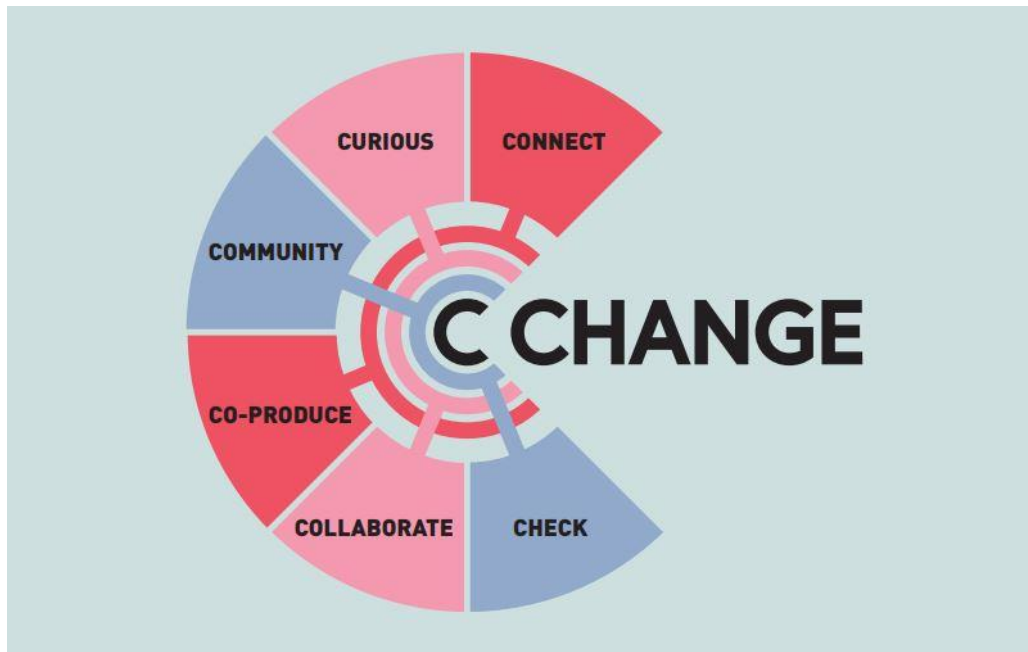 CURIOUS
CONNECT
COMMUNITY
C CHANGE
CO-PRODUCE
COLLABORATE
CHECK